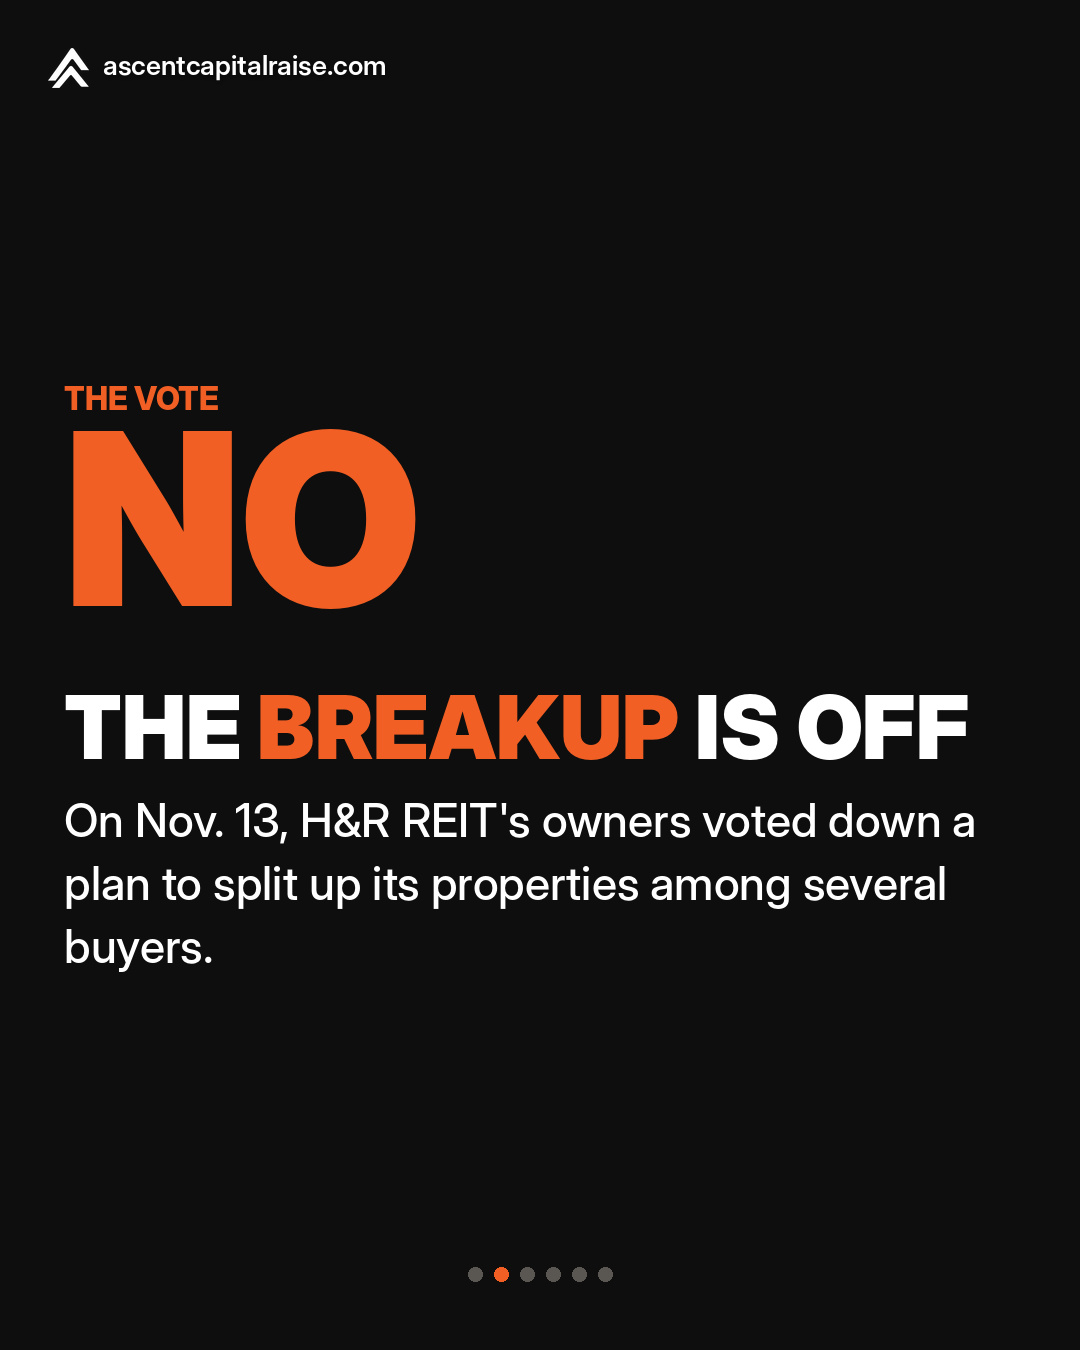 ascentcapitalraise.com
THE VOTE
NO
THE BREAKUP IS OFF
On Nov. 13, H&R REIT's owners voted down a
plan to split up its properties among several
buyers.